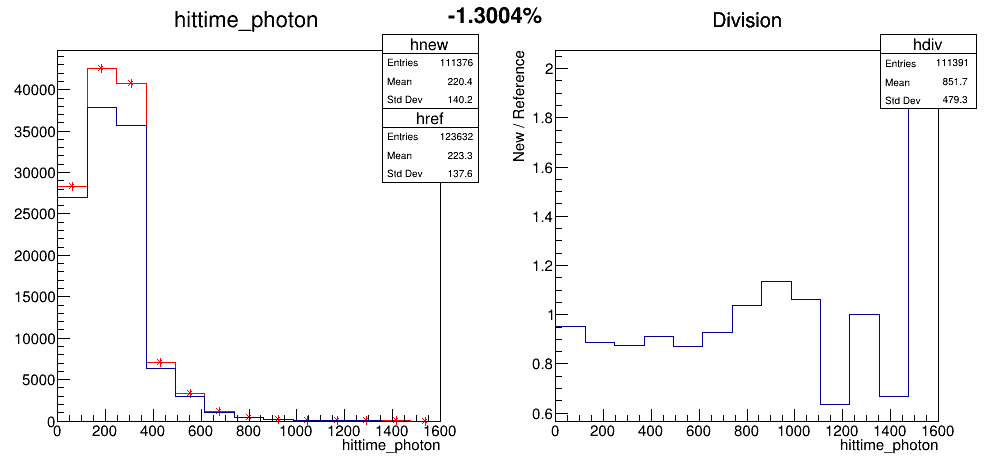 -1.3004%
hittime_photon
hnew
Entries 111376
Mean 220.4
Std Dev 140.2
href
Entries 123632
Mean 223.3
Std Dev 137.6
40000
35000
30000
25000
20000
15000
10000
5000
0
0 200 400 600 800 1000 1200 1400 1600
hittime_photon
Division
hdiv
Entries 111391
Mean 851.7
Std Dev 479.3
New / Reference
2
1.8
1.6
1.4
1.2
1
0.8
0.6
0 200 400 600 800 1000 1200 1400 1600
hittime_photon